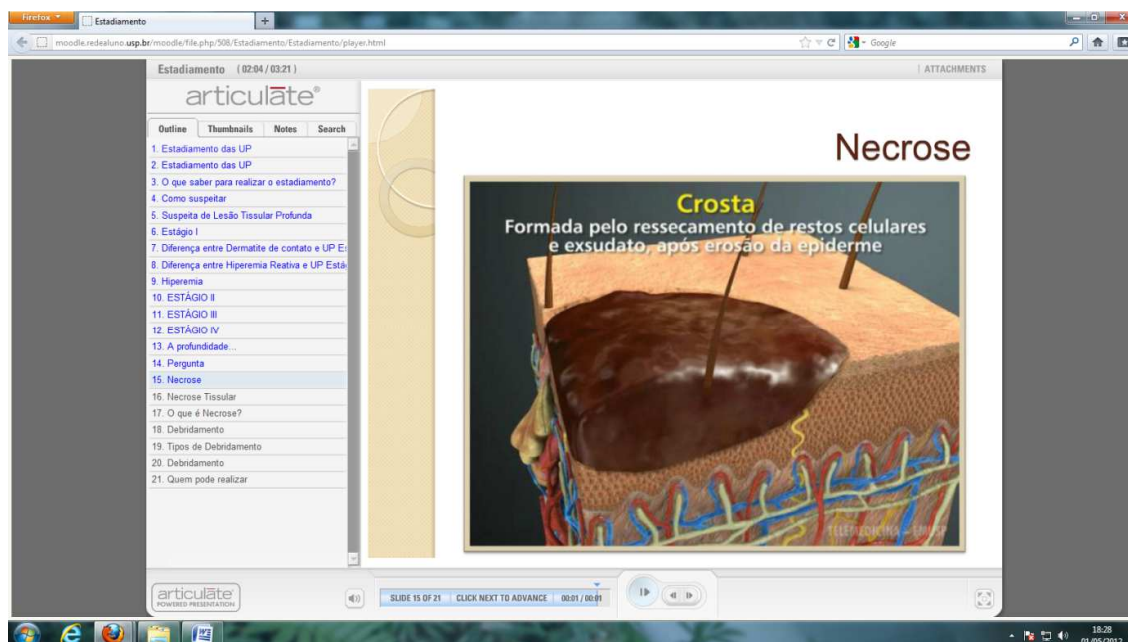 Firefox
Estadiamento
moodle.redealuno.usp.br/moodle/file.php/508/Estadiamento/Estadiamento/player.html
Google
Estadiamento (02:04 / 03:21)
ATTACHMENTS
articulate®
Outline Thumbnails Notes Search
1. Estadiamento das UP
2. Estadiamento das UP
3. O que saber para realizar o estadiamento?
4. Como suspeitar
5. Suspeita de Lesão Tissular Profunda
6. Estágio I
7. Diferença entre Dermatite de contato e UP Es
8. Diferença entre Hiperemia Reativa e UP Está
9. Hiperemia
10. ESTÁGIO II
11. ESTÁGIO III
12. ESTÁGIO IV
13. A profundidade...
14. Pergunta
15. Necrose
16. Necrose Tissular
17. O que é Necrose?
18. Debridamento
19. Tipos de Debridamento
20. Debridamento
21. Quem pode realizar
Necrose
Crosta
Formada pelo ressecamento de restos celulares
e exsudato, após erosão da epiderme
TELEMEDICINA - FMUSP
articulate
POWERED PRESENTATION
SLIDE 15 OF 21 CLICK NEXT TO ADVANCE 00:01 / 00:01
18:28
01/05/2012